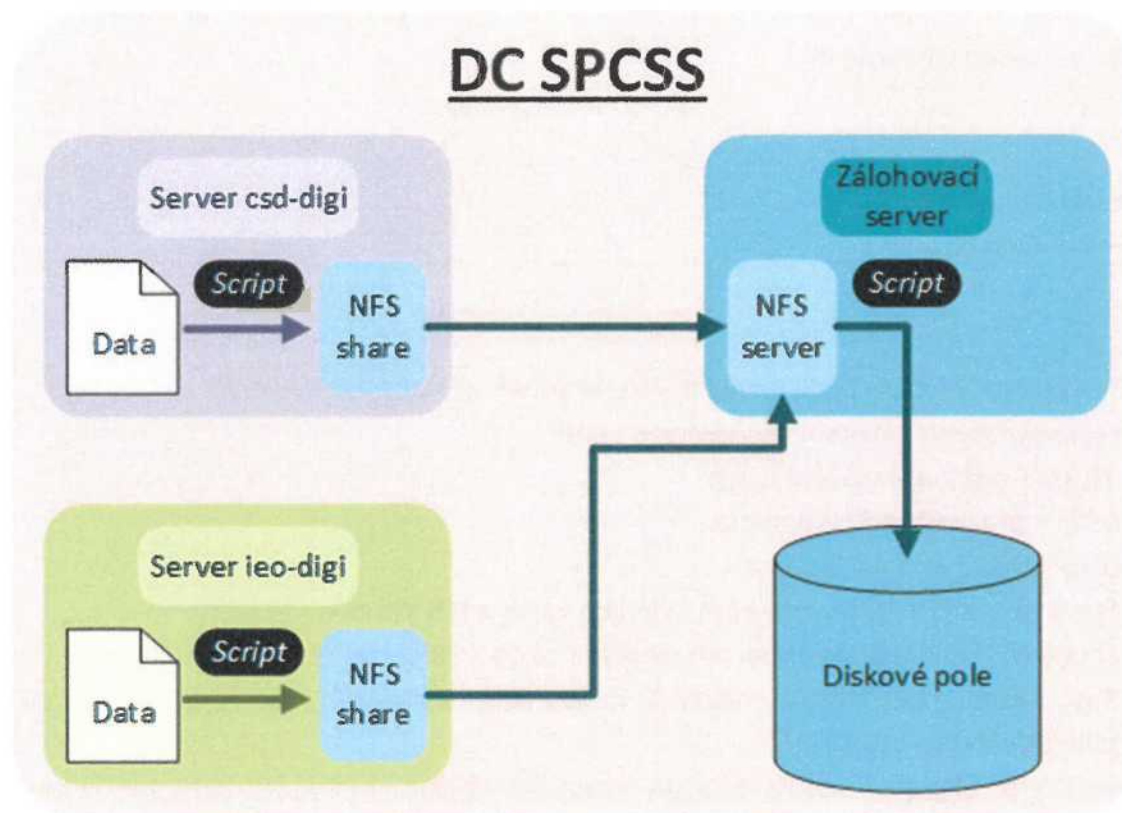 DC SPCSS
Server csd-digi
Script
Data
NFS
share
Zálohovací
server
NFS
server
Script
Server ieo-digi
Script
Data
NFS
share
Diskové pole